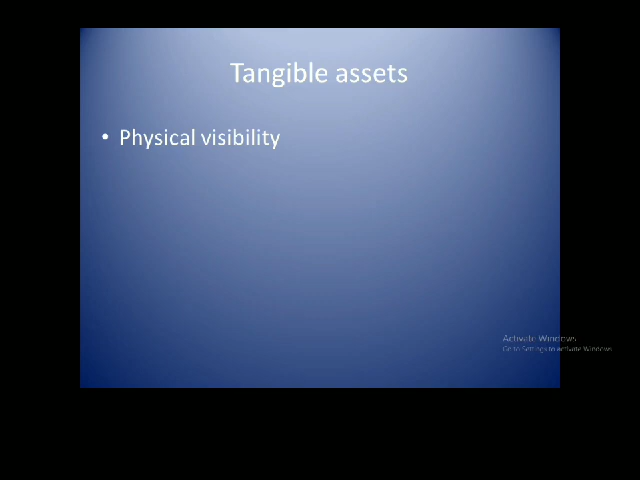 Tangible assets
• Physical visibility
Activate Windows
Go to Settings to activate Windows.